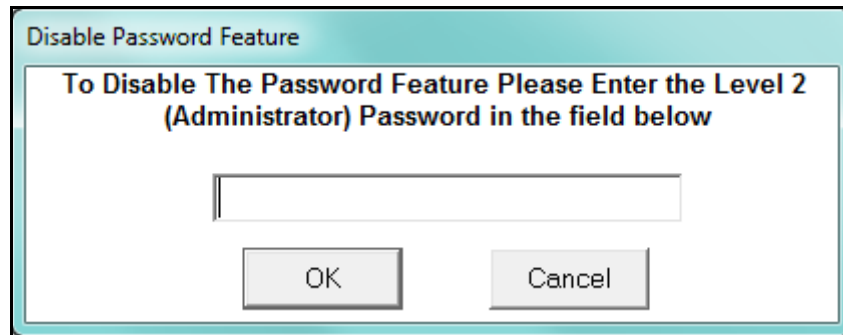 Disable Password Feature
To Disable The Password Feature Please Enter the Level 2
(Administrator) Password in the field below
OK
Cancel